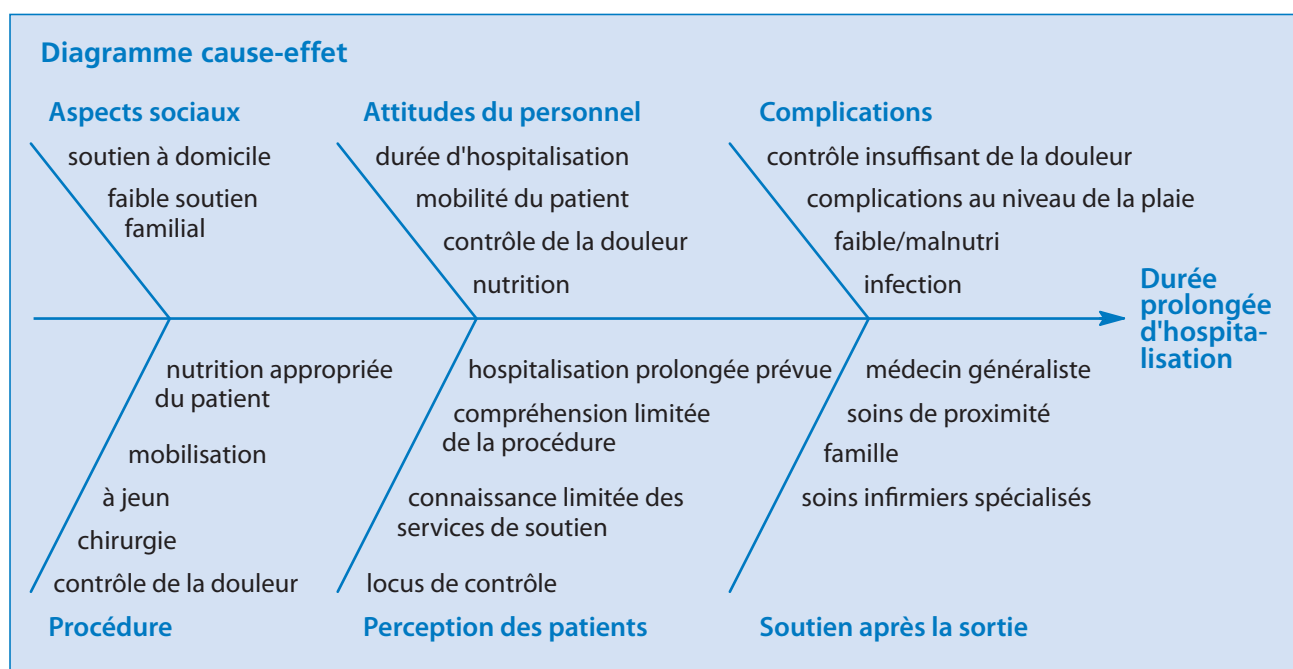 Diagramme cause-effet
Aspects sociaux
soutien à domicile
faible soutien
familial
Attitudes du personnel
durée d'hospitalisation
mobilité du patient
contrôle de la douleur
nutrition
Complications
contrôle insuffisant de la douleur
complications au niveau de la plaie
faible/malnutri
infection
Durée
prolongée
d'hospita-
lisation
nutrition appropriée
du patient
mobilisation
à jeun
chirurgie
contrôle de la douleur
Procédure
hospitalisation prolongée prévue
compréhension limitée
de la procédure
connaissance limitée des
services de soutien
locus de contrôle
Perception des patients
médecin généraliste
soins de proximité
famille
soins infirmiers spécialisés
Soutien après la sortie